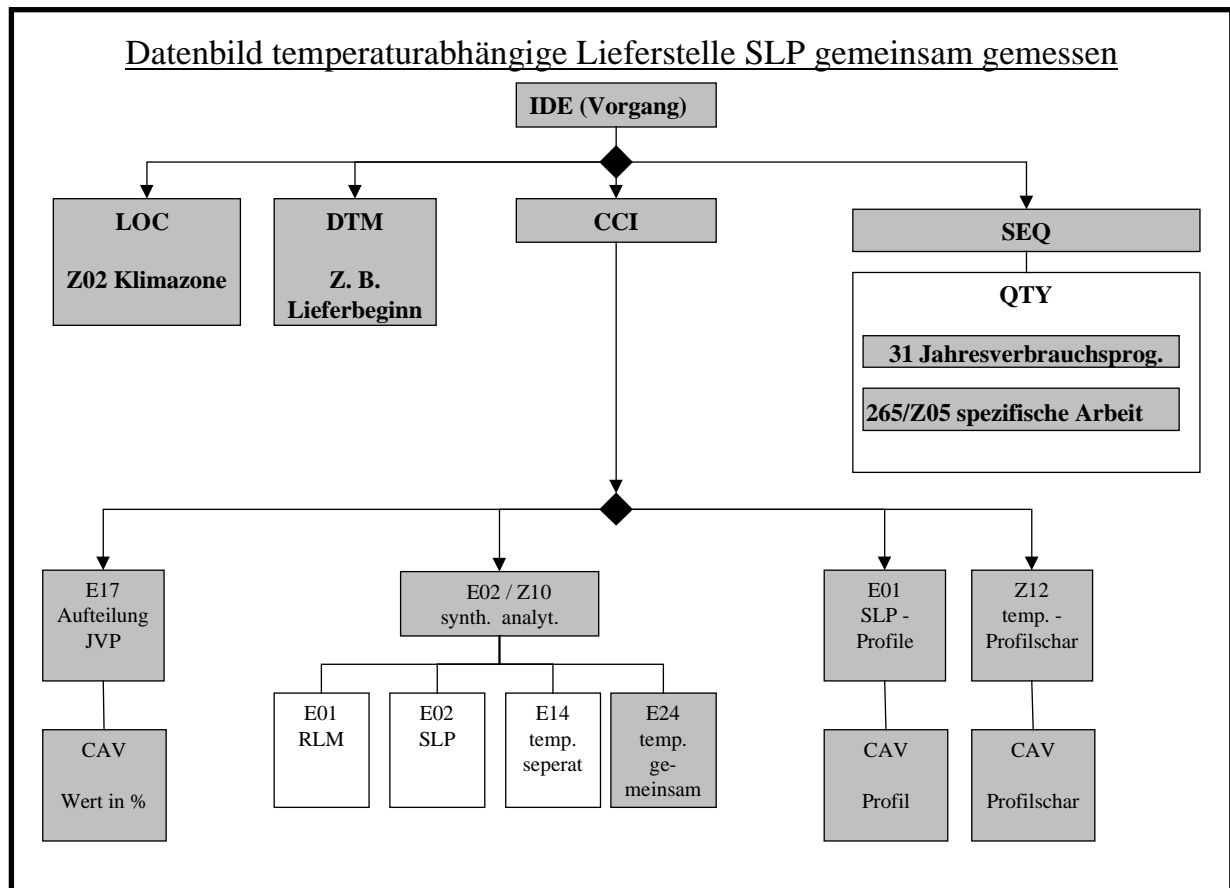 Datenbild temperaturabhängige Lieferstelle SLP gemeinsam gemessen
IDE (Vorgang)
LOC
Z02 Klimazone
DTM
Z. B.
Lieferbeginn
CCI
SEQ
QTY
31 Jahresverbrauchsprog.
265/Z05 spezifische Arbeit
E17
Aufteilung
JVP
E02 / Z10
synth. analyt.
E01
SLP -
Profile
Z12
temp. -
Profilschar
E01
RLM
E02
SLP
E14
temp.
seperat
E24
temp.
ge-
meinsam
CAV
Wert in %
CAV
Profil
CAV
Profilschar